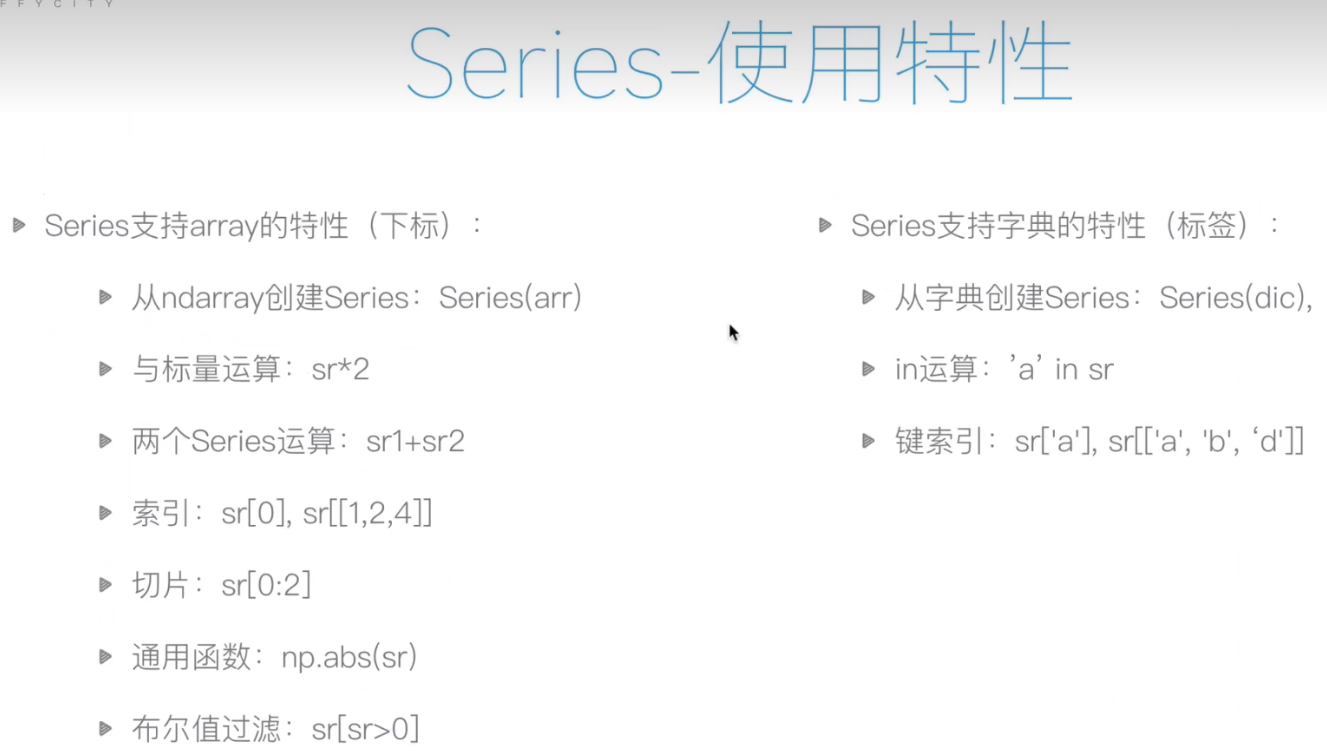 FFYCITY
Series-使用特性
Series支持array的特性（下标）：
从ndarray创建Series：Series(arr)
与标量运算：sr*2
两个Series运算：sr1+sr2
索引：sr[0], sr[[1,2,4]]
切片：sr[0:2]
通用函数：np.abs(sr)
布尔值过滤：sr[sr>0]
Series支持字典的特性（标签）：
从字典创建Series：Series(dic),
in运算：’a’ in sr
键索引：sr['a'], sr[['a', 'b', ‘d']]